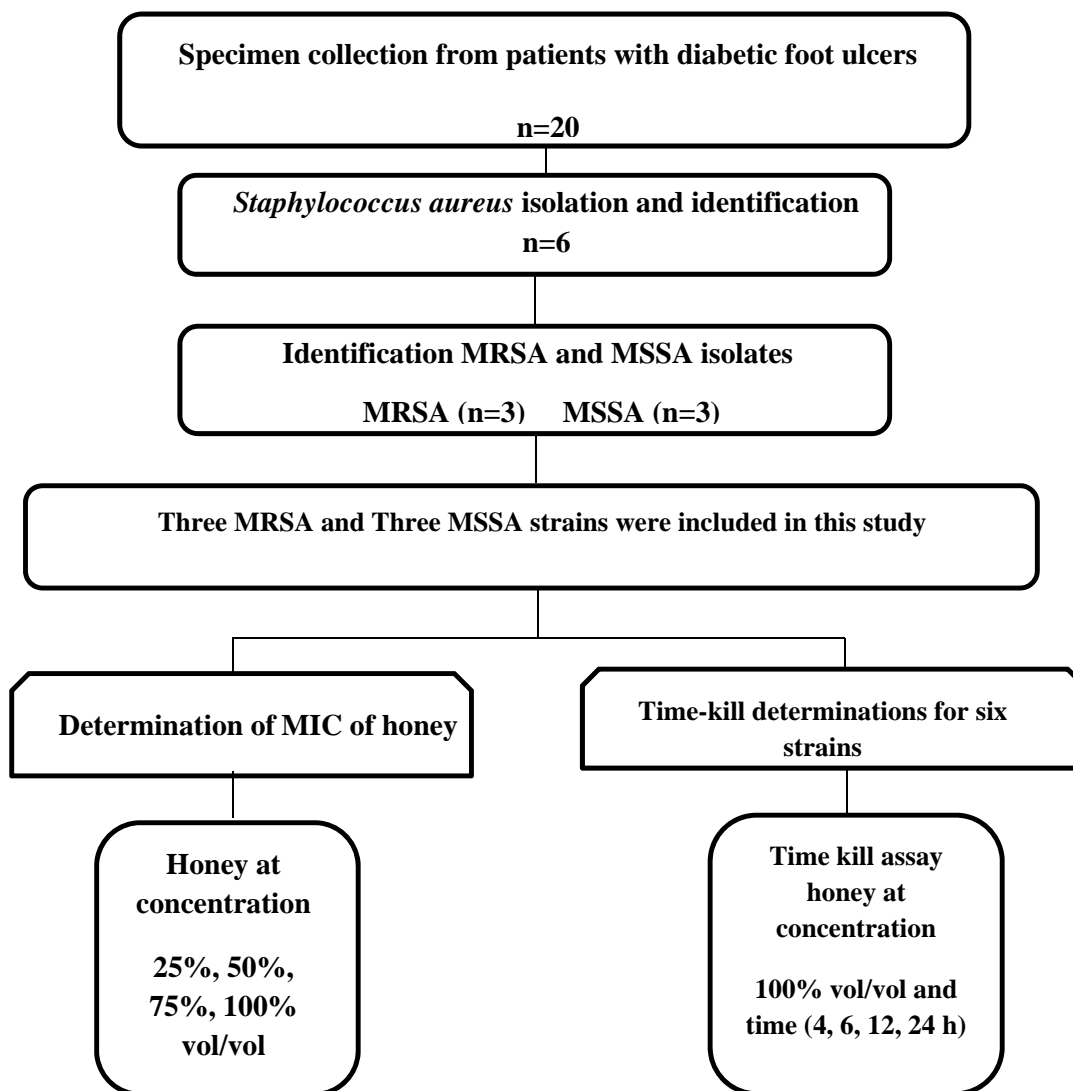 Specimen collection from patients with diabetic foot ulcers
n=20
Staphylococcus aureus isolation and identification
n=6
Identification MRSA and MSSA isolates
MRSA (n=3) MSSA (n=3)
Three MRSA and Three MSSA strains were included in this study
Determination of MIC of honey
Time-kill determinations for six
strains
Honey at
concentration
25%, 50%,
75%, 100%
vol/vol
Time kill assay
honey at
concentration
100% vol/vol and
time (4, 6, 12, 24 h)